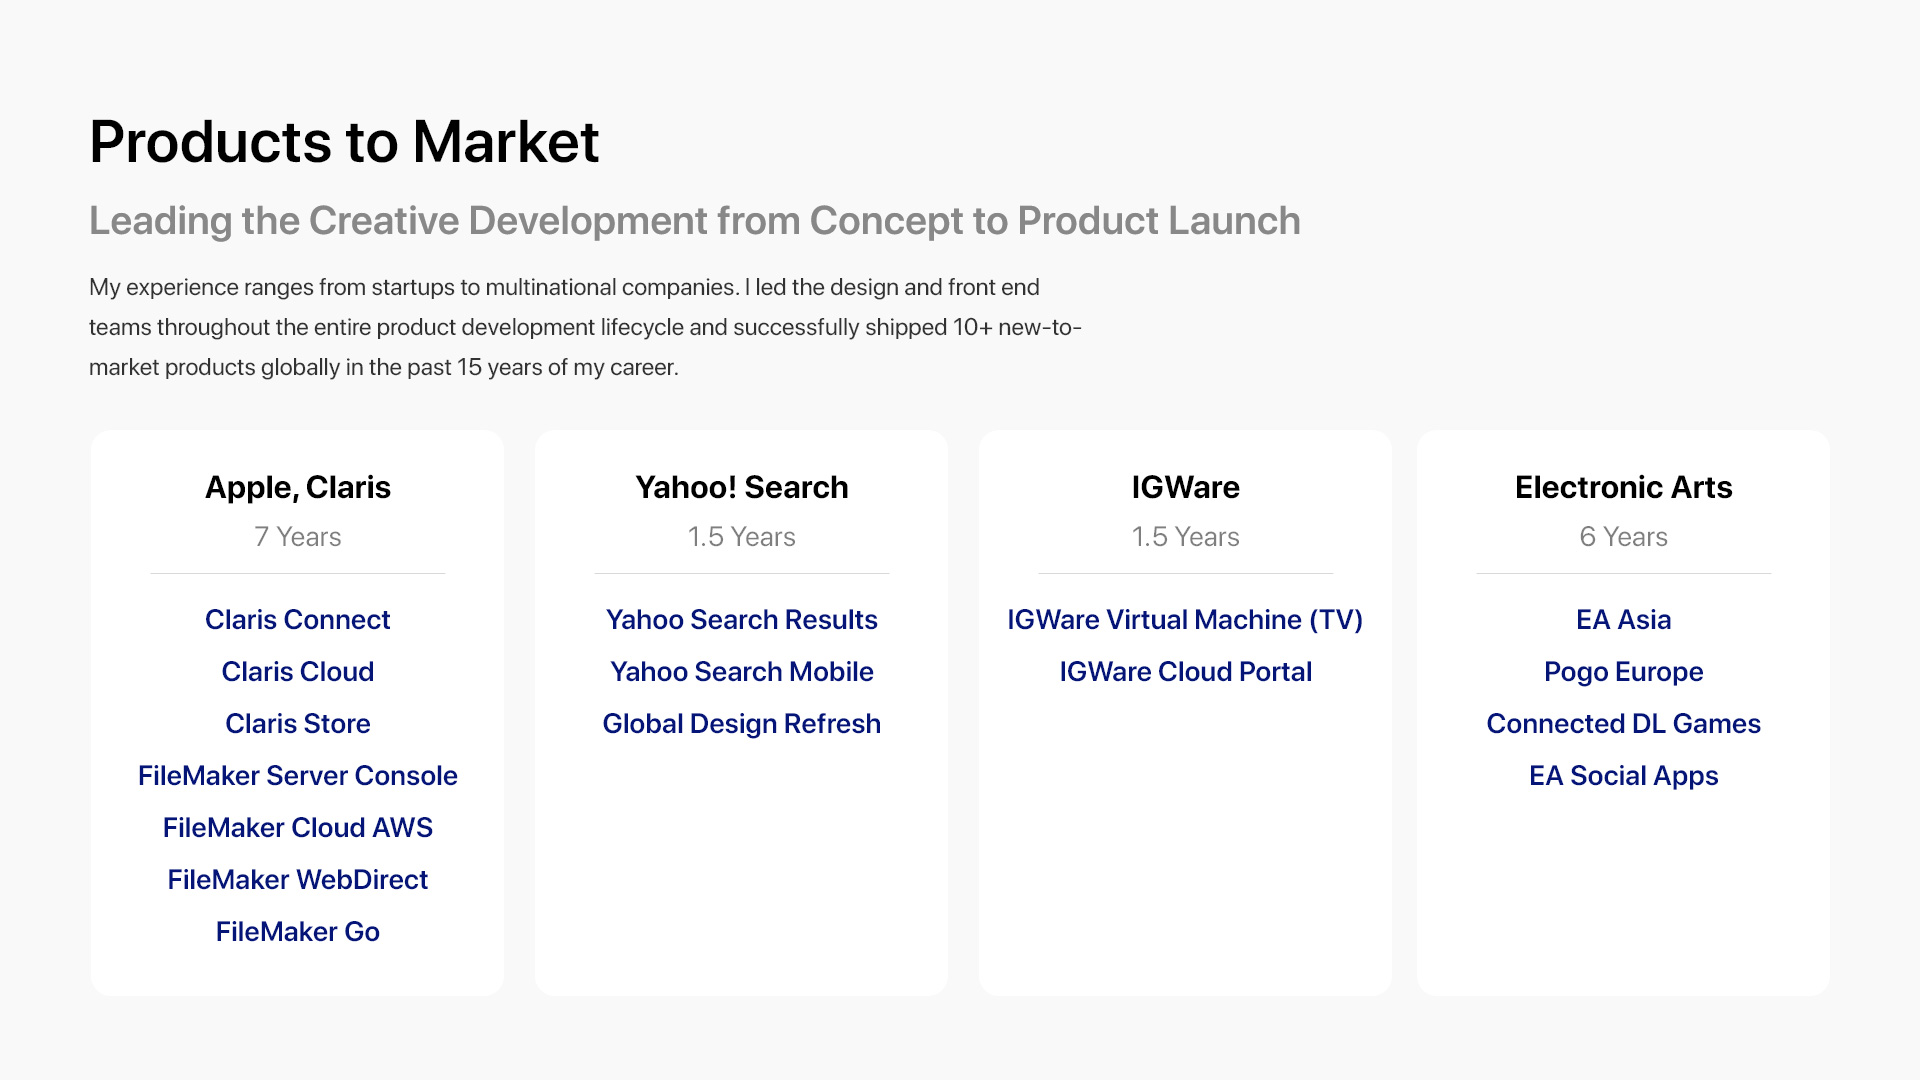 Products to Market
Leading the Creative Development from Concept to Product Launch
My experience ranges from startups to multinational companies. I led the design and front end
teams throughout the entire product development lifecycle and successfully shipped 10+ new-to-
market products globally in the past 15 years of my career.
Apple, Claris
7 Years
Claris Connect
Claris Cloud
Claris Store
FileMaker Server Console
FileMaker Cloud AWS
FileMaker WebDirect
FileMaker Go
Yahoo! Search
1.5 Years
Yahoo Search Results
Yahoo Search Mobile
Global Design Refresh
IGWare
1.5 Years
IGWare Virtual Machine (TV)
IGWare Cloud Portal
Electronic Arts
6 Years
EA Asia
Pogo Europe
Connected DL Games
EA Social Apps